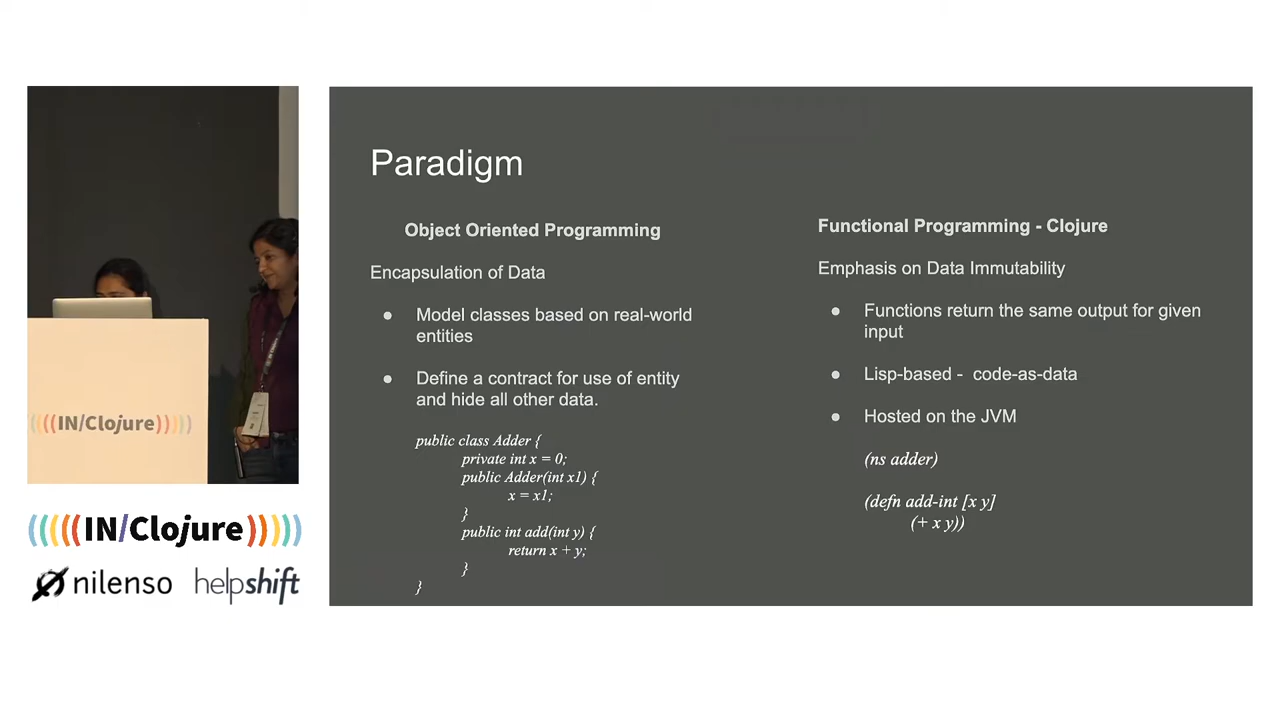 Paradigm
Object Oriented Programming
Encapsulation of Data
● Model classes based on real-world
entities
● Define a contract for use of entity
and hide all other data.
public class Adder {
private int x = 0;
public Adder(int x1) {
x = x1;
}
public int add(int y) {
return x + y;
}
}
Functional Programming - Clojure
Emphasis on Data Immutability
● Functions return the same output for given
input
● Lisp-based - code-as-data
● Hosted on the JVM
(ns adder)
(defn add-int [x y]
(+ x y))
((((IN/Clojure))))
((((IN/Clojure))))
nilenso helpshift